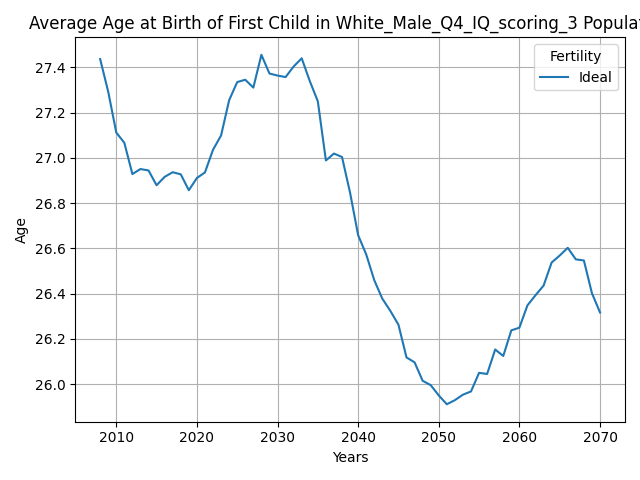 Average Age at Birth of First Child in White_Male_Q4_IQ_scoring_3 Populat
Fertility
Ideal
27.4
27.2
27.0
26.8
26.6
26.4
26.2
26.0
Age
2010 2020 2030 2040 2050 2060 2070
Years